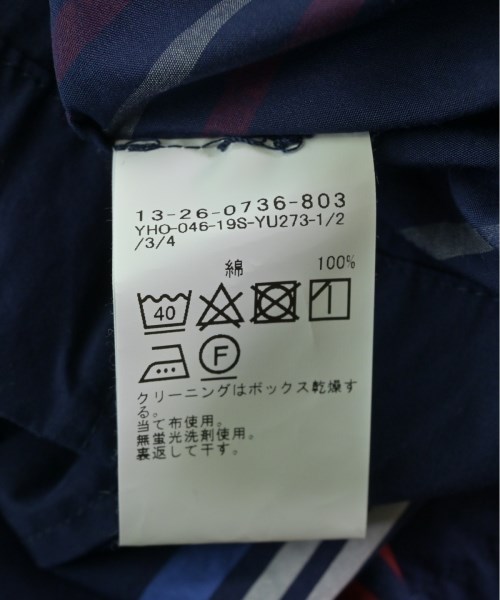 13-26-0736-803
YHO-046-19S-YU273-1/2
/3/4
綿 100%
40
F
クリーニングはボックス乾燥す
る。
当て布使用。
無蛍光洗剤使用。
裏返して干す。